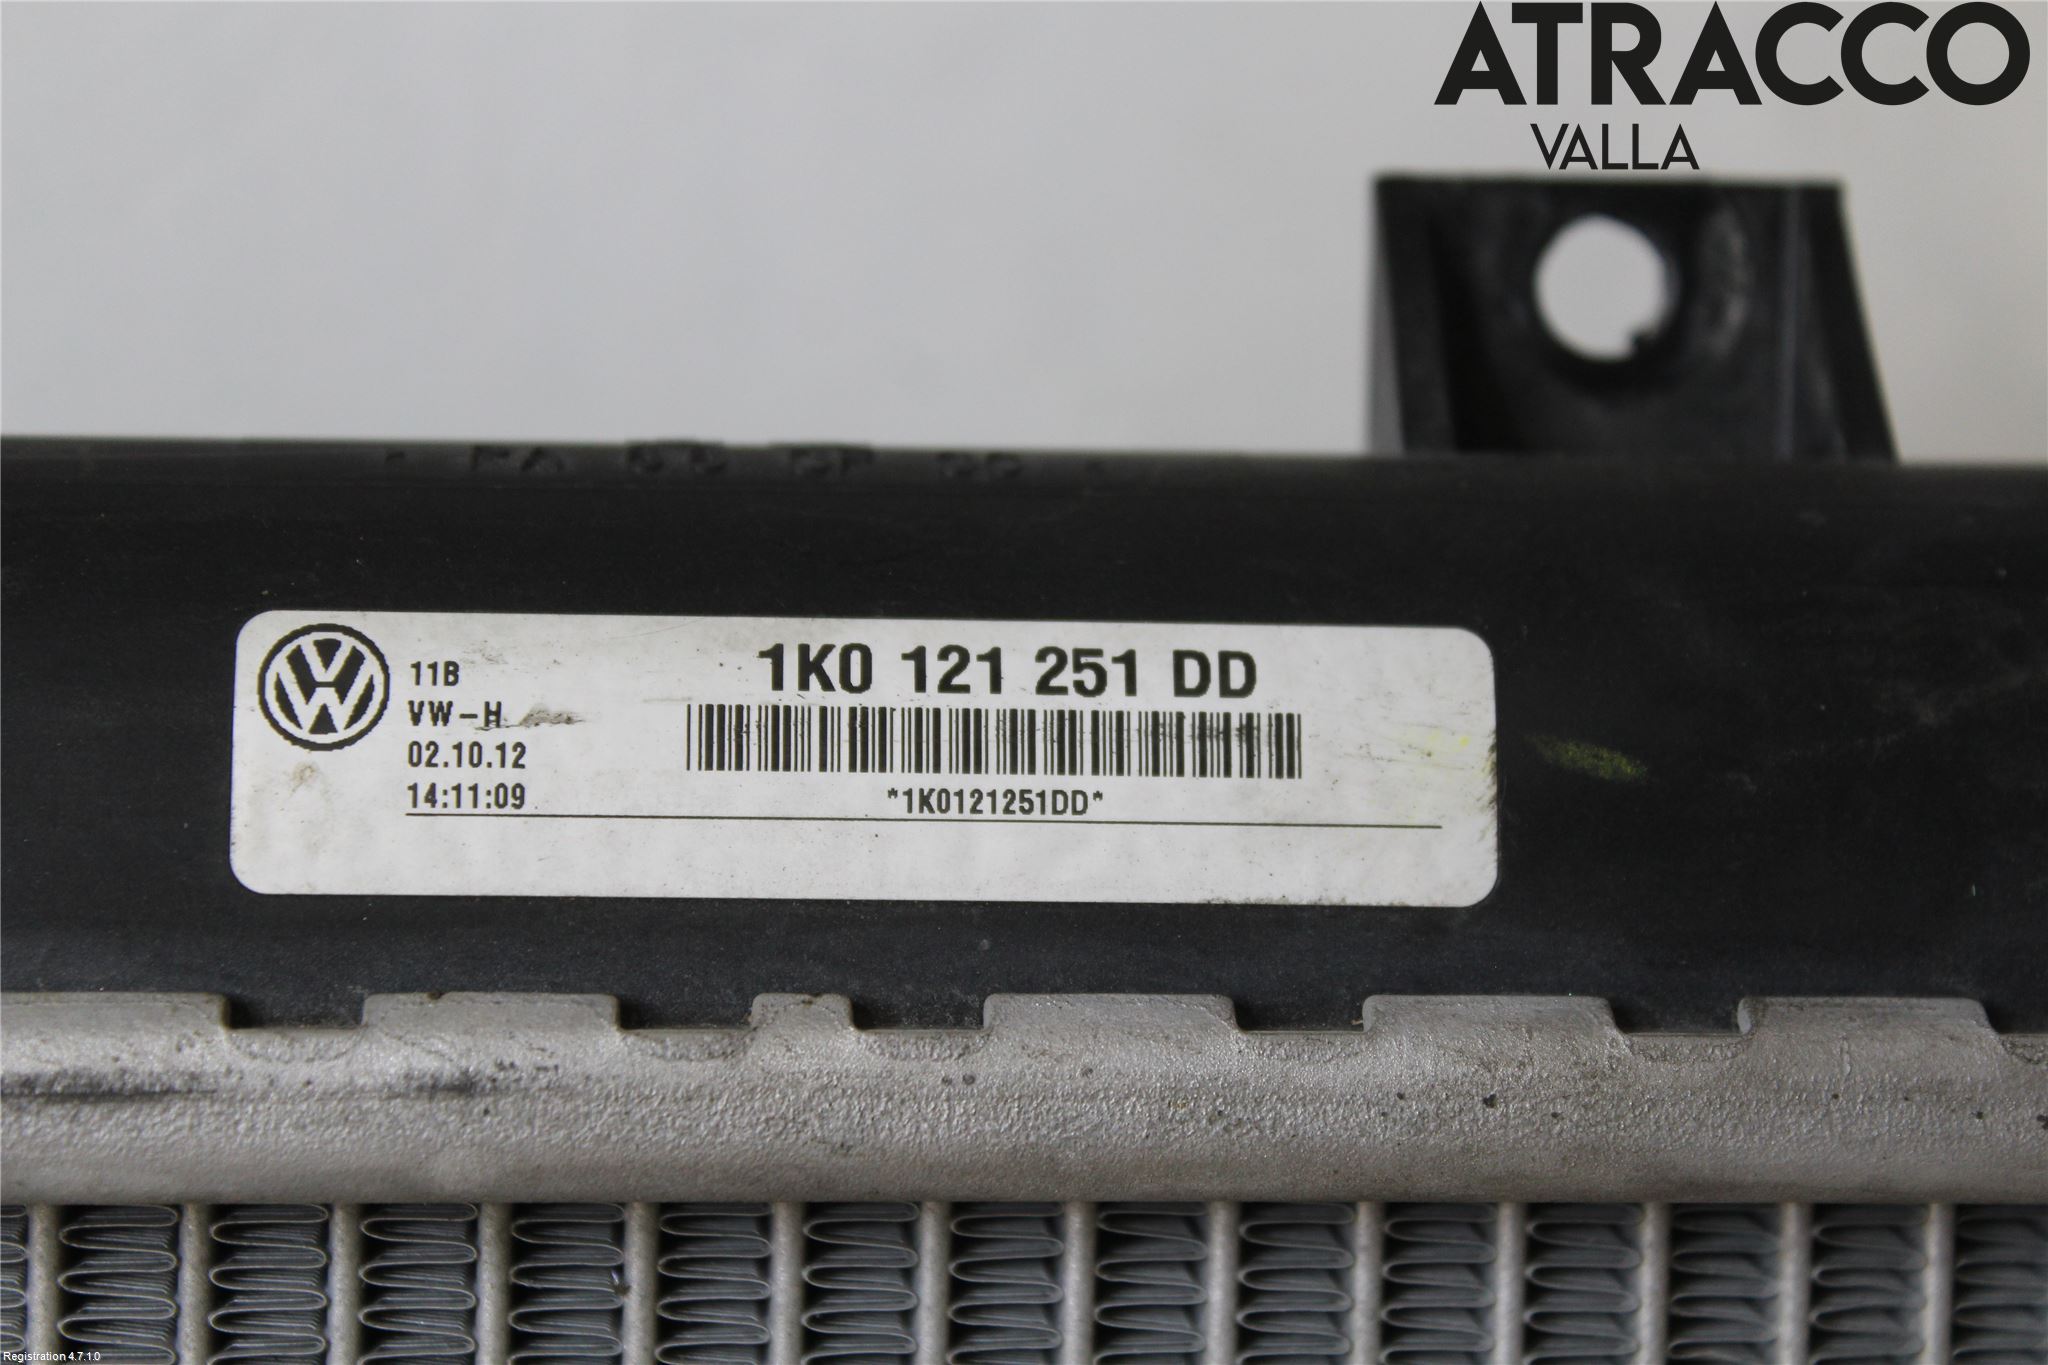 ATRACCO
VALLA
1K0 121 251 DD
11B
VW-H
02.10.12
14:11:09
*1K0121251DD*
Registration 4.7.1.0